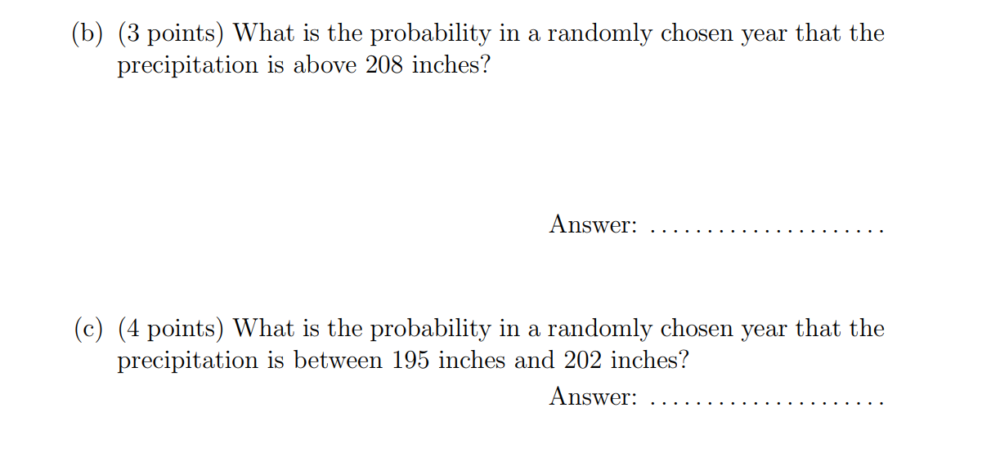 (b) (3 points) What is the probability in a randomly chosen year that the
precipitation is above 208 inches?
Answer: .....................
(c) (4 points) What is the probability in a randomly chosen year that the
precipitation is between 195 inches and 202 inches?
Answer: .....................